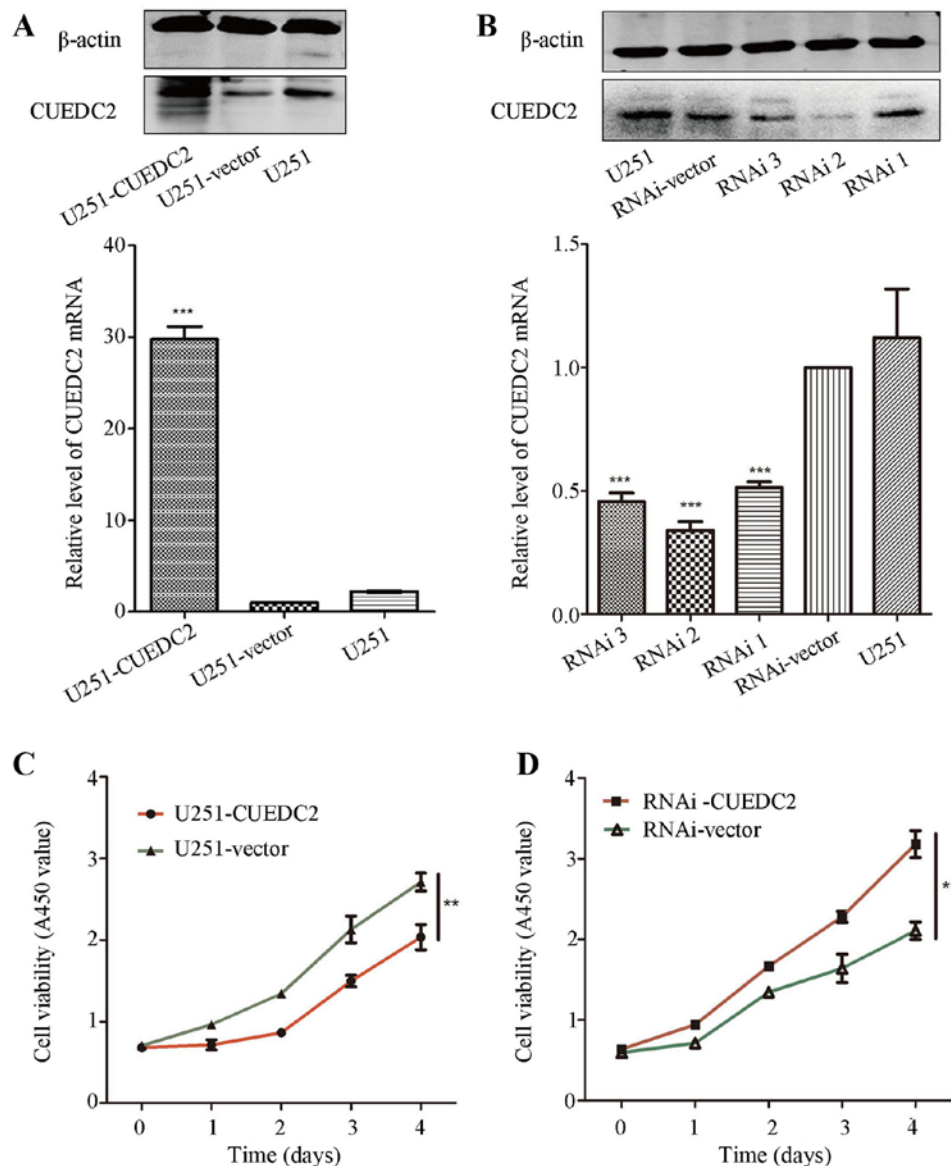 A
β-actin
CUEDC2
U251-CUEDC2
U251-vector
U251
Relative level of CUEDC2 mRNA
40
30
20
10
0
***
U251-CUEDC2
U251-vector
U251
B
β-actin
CUEDC2
U251
RNAi-vector
RNAi 3
RNAi 2
RNAi 1
Relative level of CUEDC2 mRNA
1.5
1.0
0.5
0.0
***
***
***
RNAi 3
RNAi 2
RNAi 1
RNAi-vector
U251
C
Cell viability (A450 value)
4
3
2
1
0
U251-CUEDC2
U251-vector
**
0 1 2 3 4
Time (days)
D
Cell viability (A450 value)
4
3
2
1
0
RNAi -CUEDC2
RNAi-vector
*
0 1 2 3 4
Time (days)